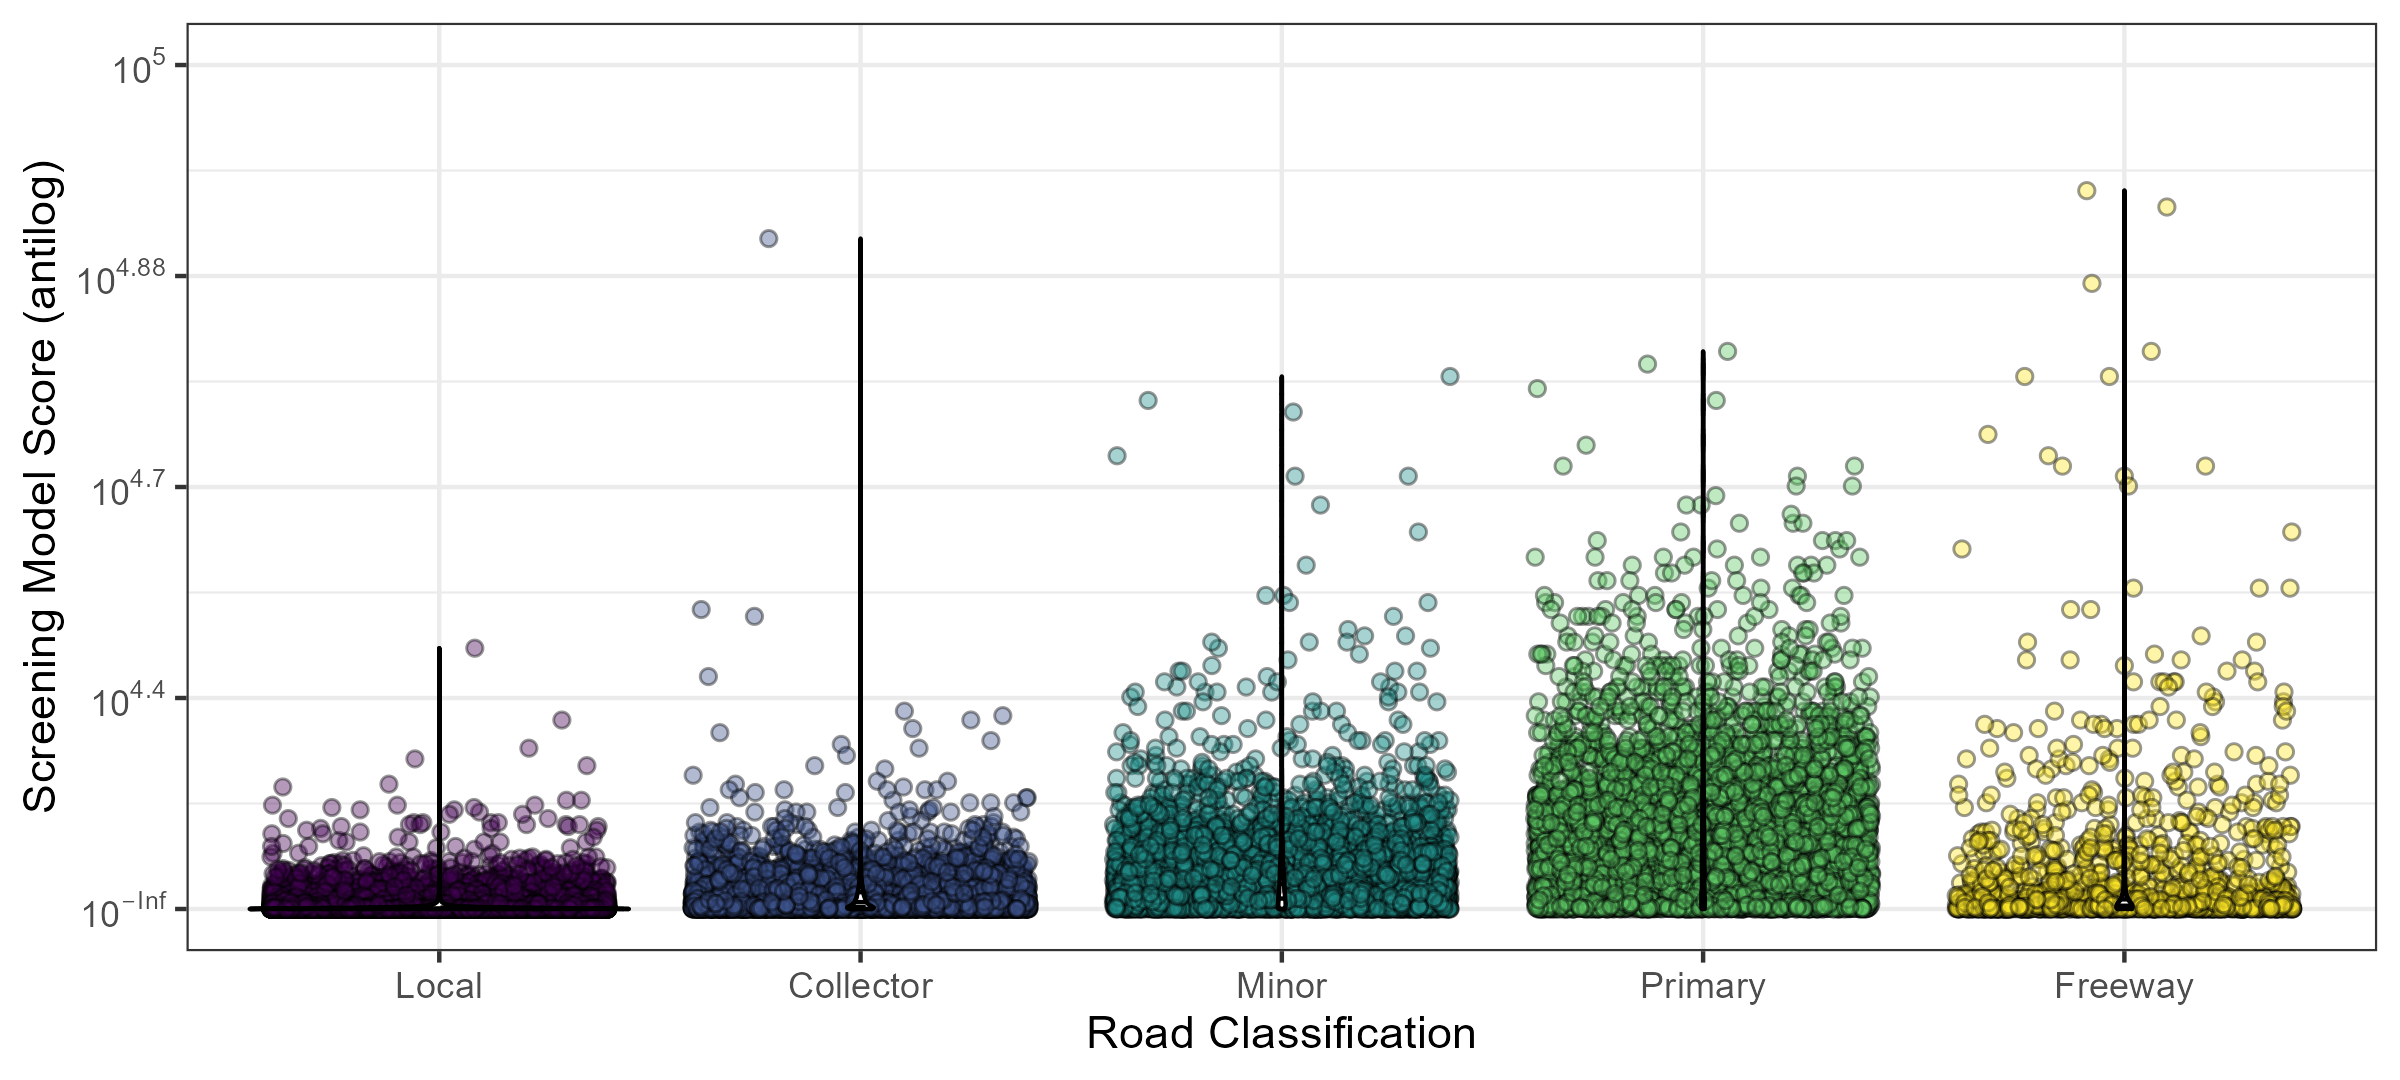 Screening Model Score (antilog)
10^5
10^4.88
10^4.7
10^4.4
10^−Inf
Local Collector Minor Primary Freeway
Road Classification